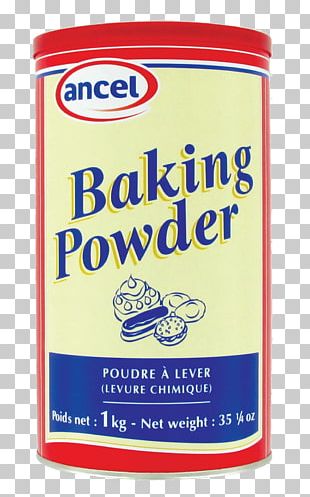 ancel
Baking
Powder
POUDRE À LEVER
(LEVURE CHIMIQUE)
Poids net : 1kg - Net weight : 35 ¼ oz